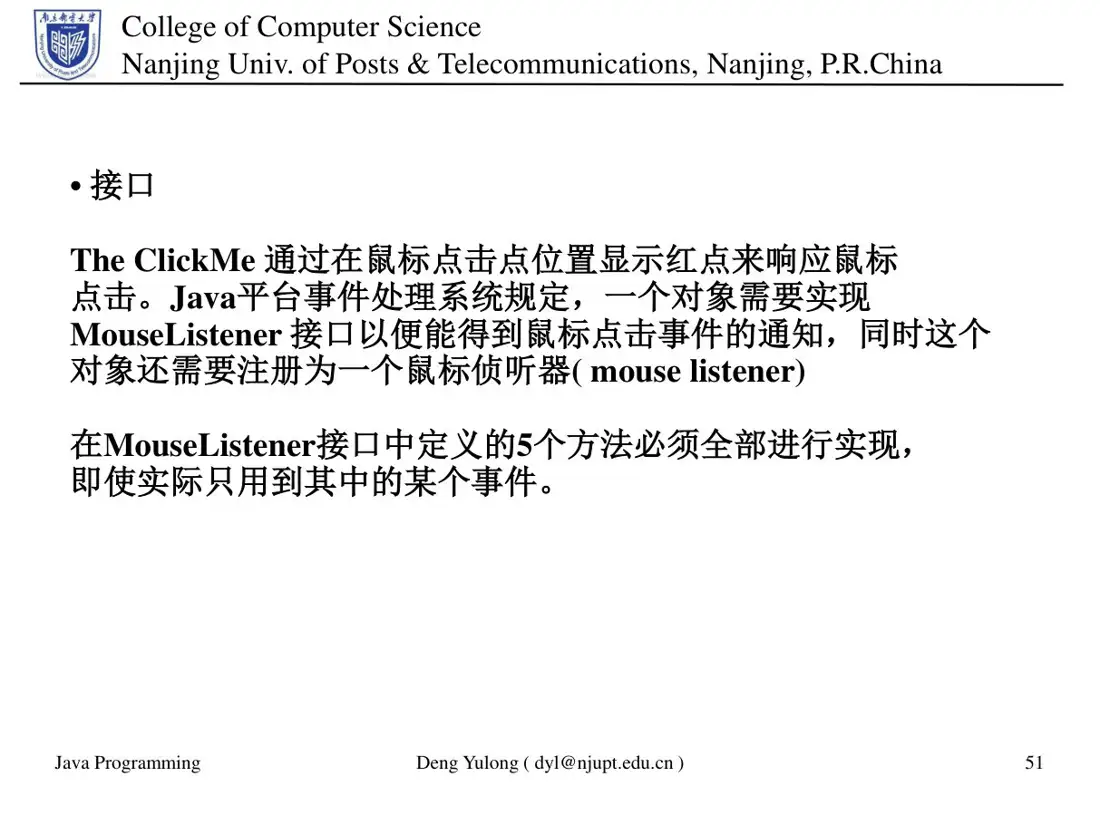 College of Computer Science
Nanjing Univ. of Posts & Telecommunications, Nanjing, P.R.China
• 接口
The ClickMe 通过在鼠标点击点位置显示红点来响应鼠标
点击。Java平台事件处理系统规定，一个对象需要实现
MouseListener 接口以便能得到鼠标点击事件的通知，同时这个
对象还需要注册为一个鼠标侦听器( mouse listener)
在MouseListener接口中定义的5个方法必须全部进行实现，
即使实际只用到其中的某个事件。
Java Programming
Deng Yulong ( dyl@njupt.edu.cn )
51